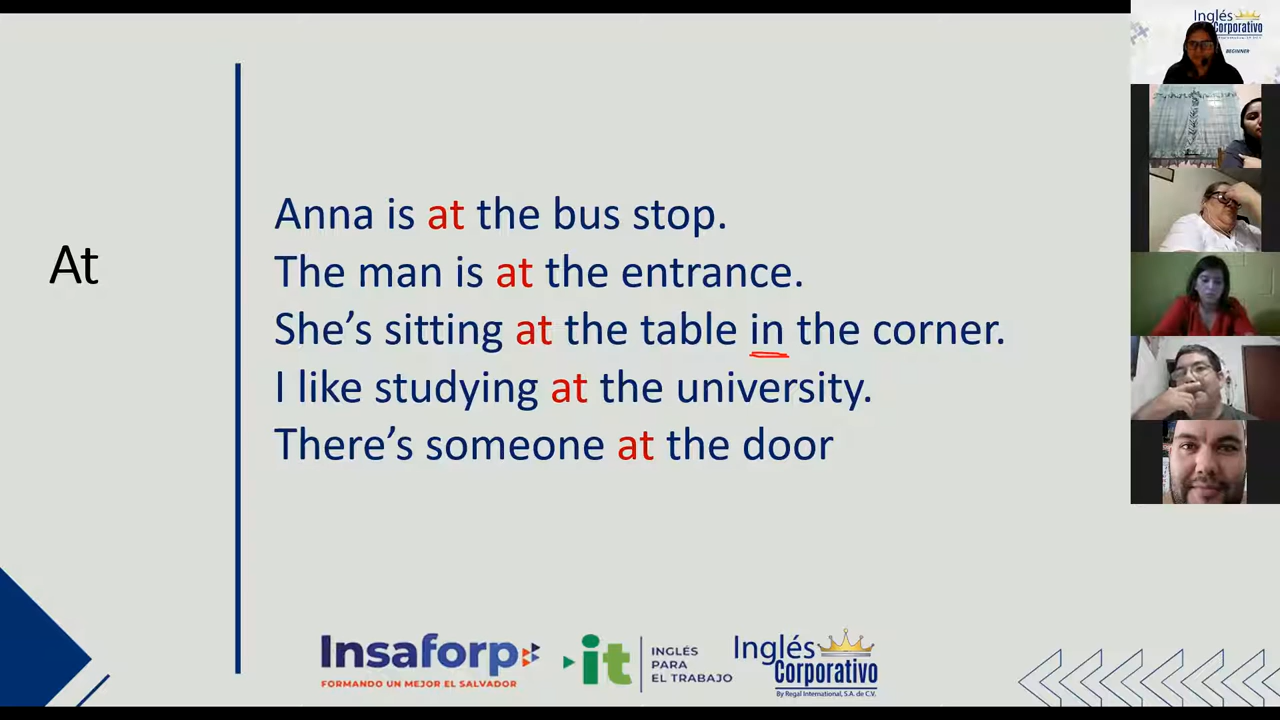 At
Anna is at the bus stop.
The man is at the entrance.
She's sitting at the table in the corner.
I like studying at the university.
There's someone at the door
Insaforp
FORMANDO UN MEJOR EL SALVADOR
it
INGLÉS
PARA
EL TRABAJO
Inglés
Corporativo
By Regal International, S.A. de C.V.
Inglés
Corporativo
BEGINNER